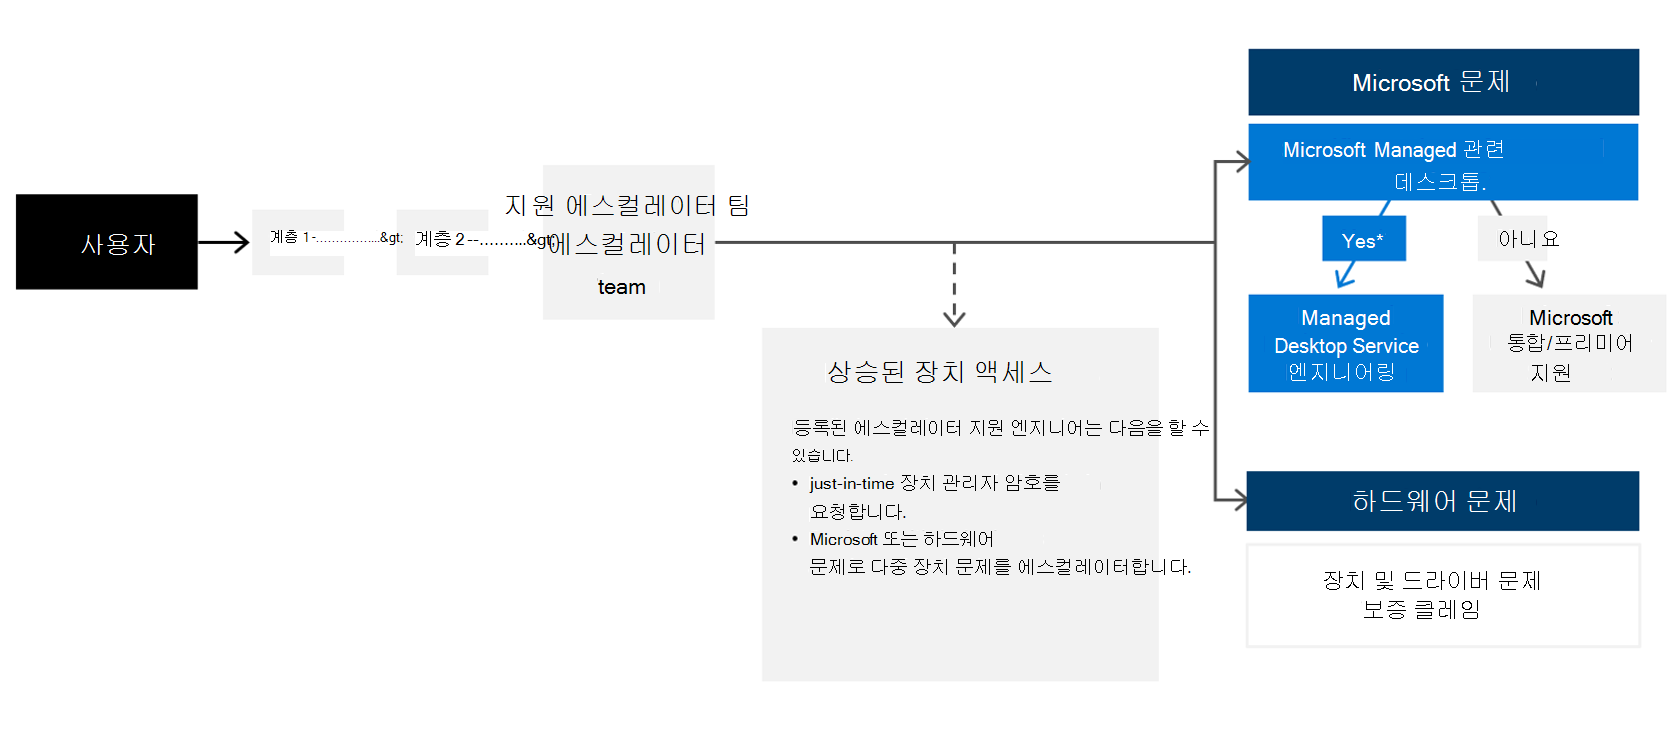 사용자
계층 1-................&gt;
계층 2--..........&gt;
지원 에스컬레이터 팀
에스컬레이터
team
상승된 장치 액세스
등록된 에스컬레이터 지원 엔지니어는 다음을 할 수
있습니다.
• just-in-time 장치 관리자 암호를
요청합니다.
• Microsoft 또는 하드웨어
문제로 다중 장치 문제를 에스컬레이터합니다.
Microsoft 문제
Microsoft Managed 관련
데스크톱.
Yes*
아니요
Managed
Desktop Service
엔지니어링
Microsoft
통합/프리미어
지원
하드웨어 문제
장치 및 드라이버 문제
보증 클레임